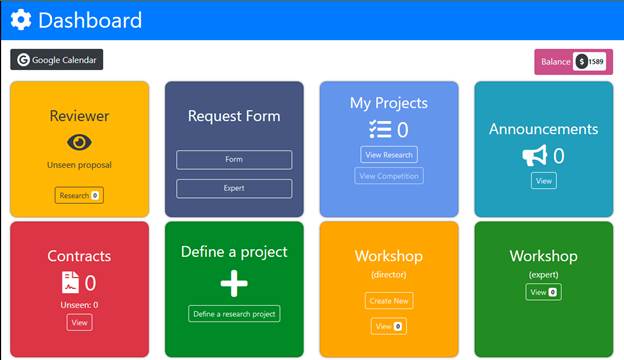 Dashboard
Google Calendar
Balance $ 1589
Reviewer
Unseen proposal
Research 0
Request Form
Form
Expert
My Projects
0
View Research
View Competition
Announcements
0
View
Contracts
0
Unseen: 0
View
Define a project
Define a research project
Workshop
(director)
Create New
View 0
Workshop
(expert)
View 0